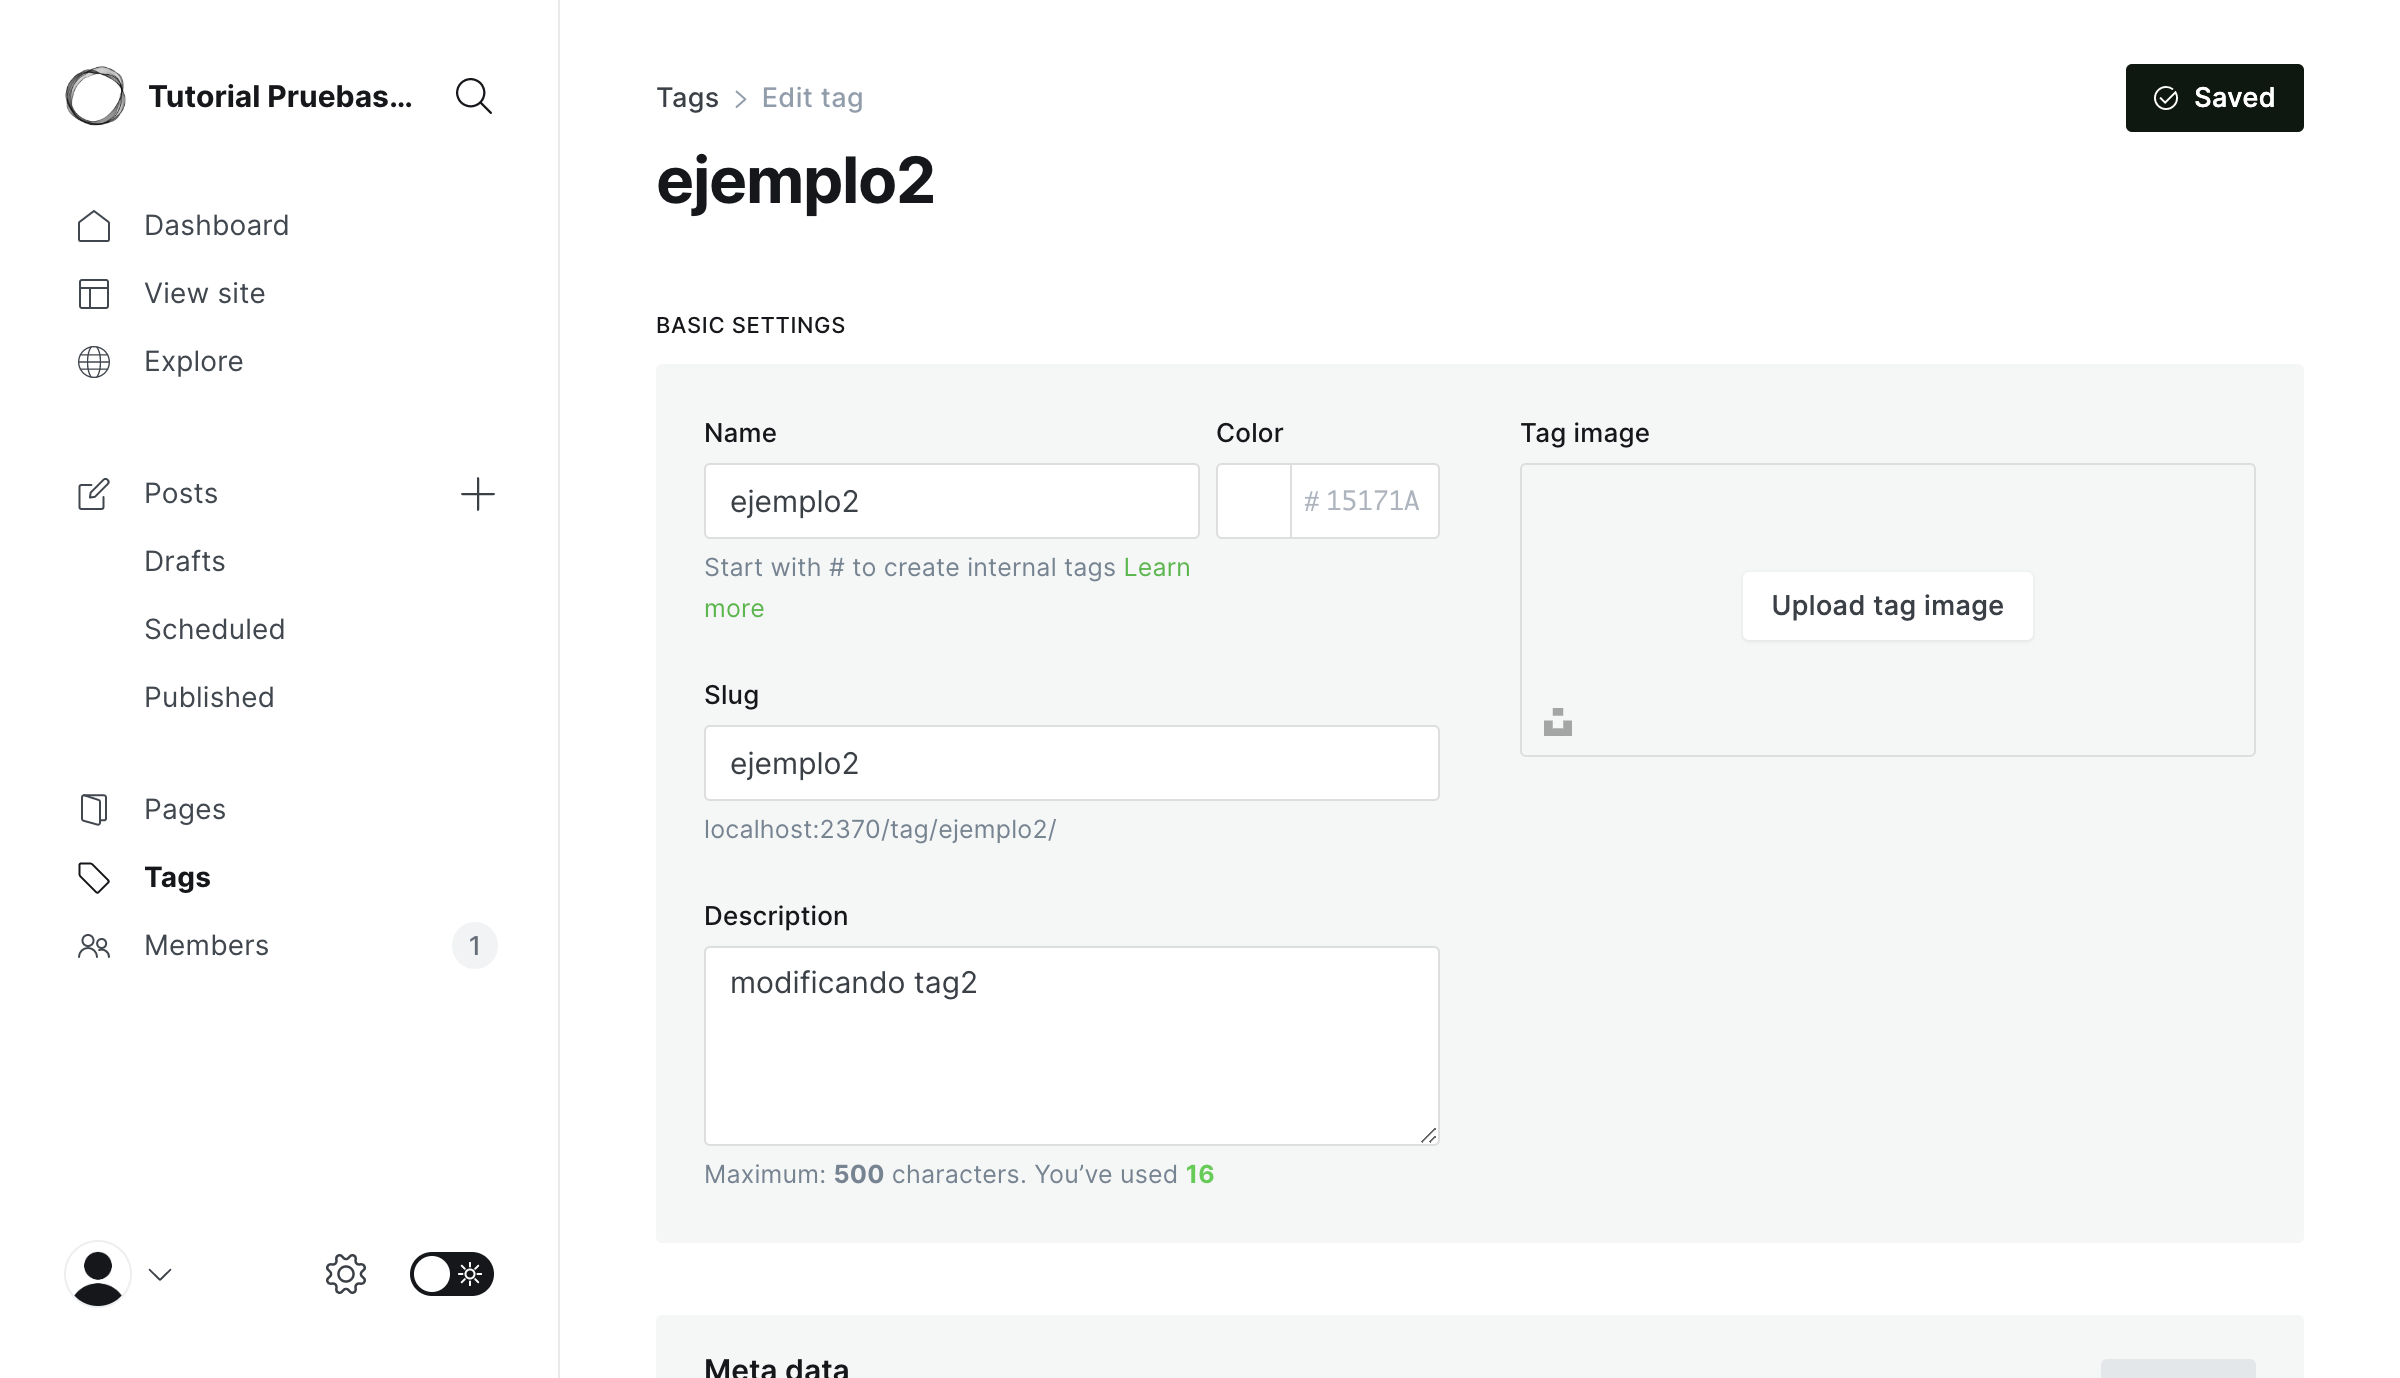 Tutorial Pruebas...
Dashboard
View site
Explore
Posts
Drafts
Scheduled
Published
Pages
Tags
Members 1
Tags > Edit tag
Saved
ejemplo2
BASIC SETTINGS
Name
ejemplo2
Start with # to create internal tags Learn
more
Color
# 15171A
Slug
ejemplo2
localhost:2370/tag/ejemplo2/
Description
modificando tag2
Maximum: 500 characters. You’ve used 16
Tag image
Upload tag image
Meta data